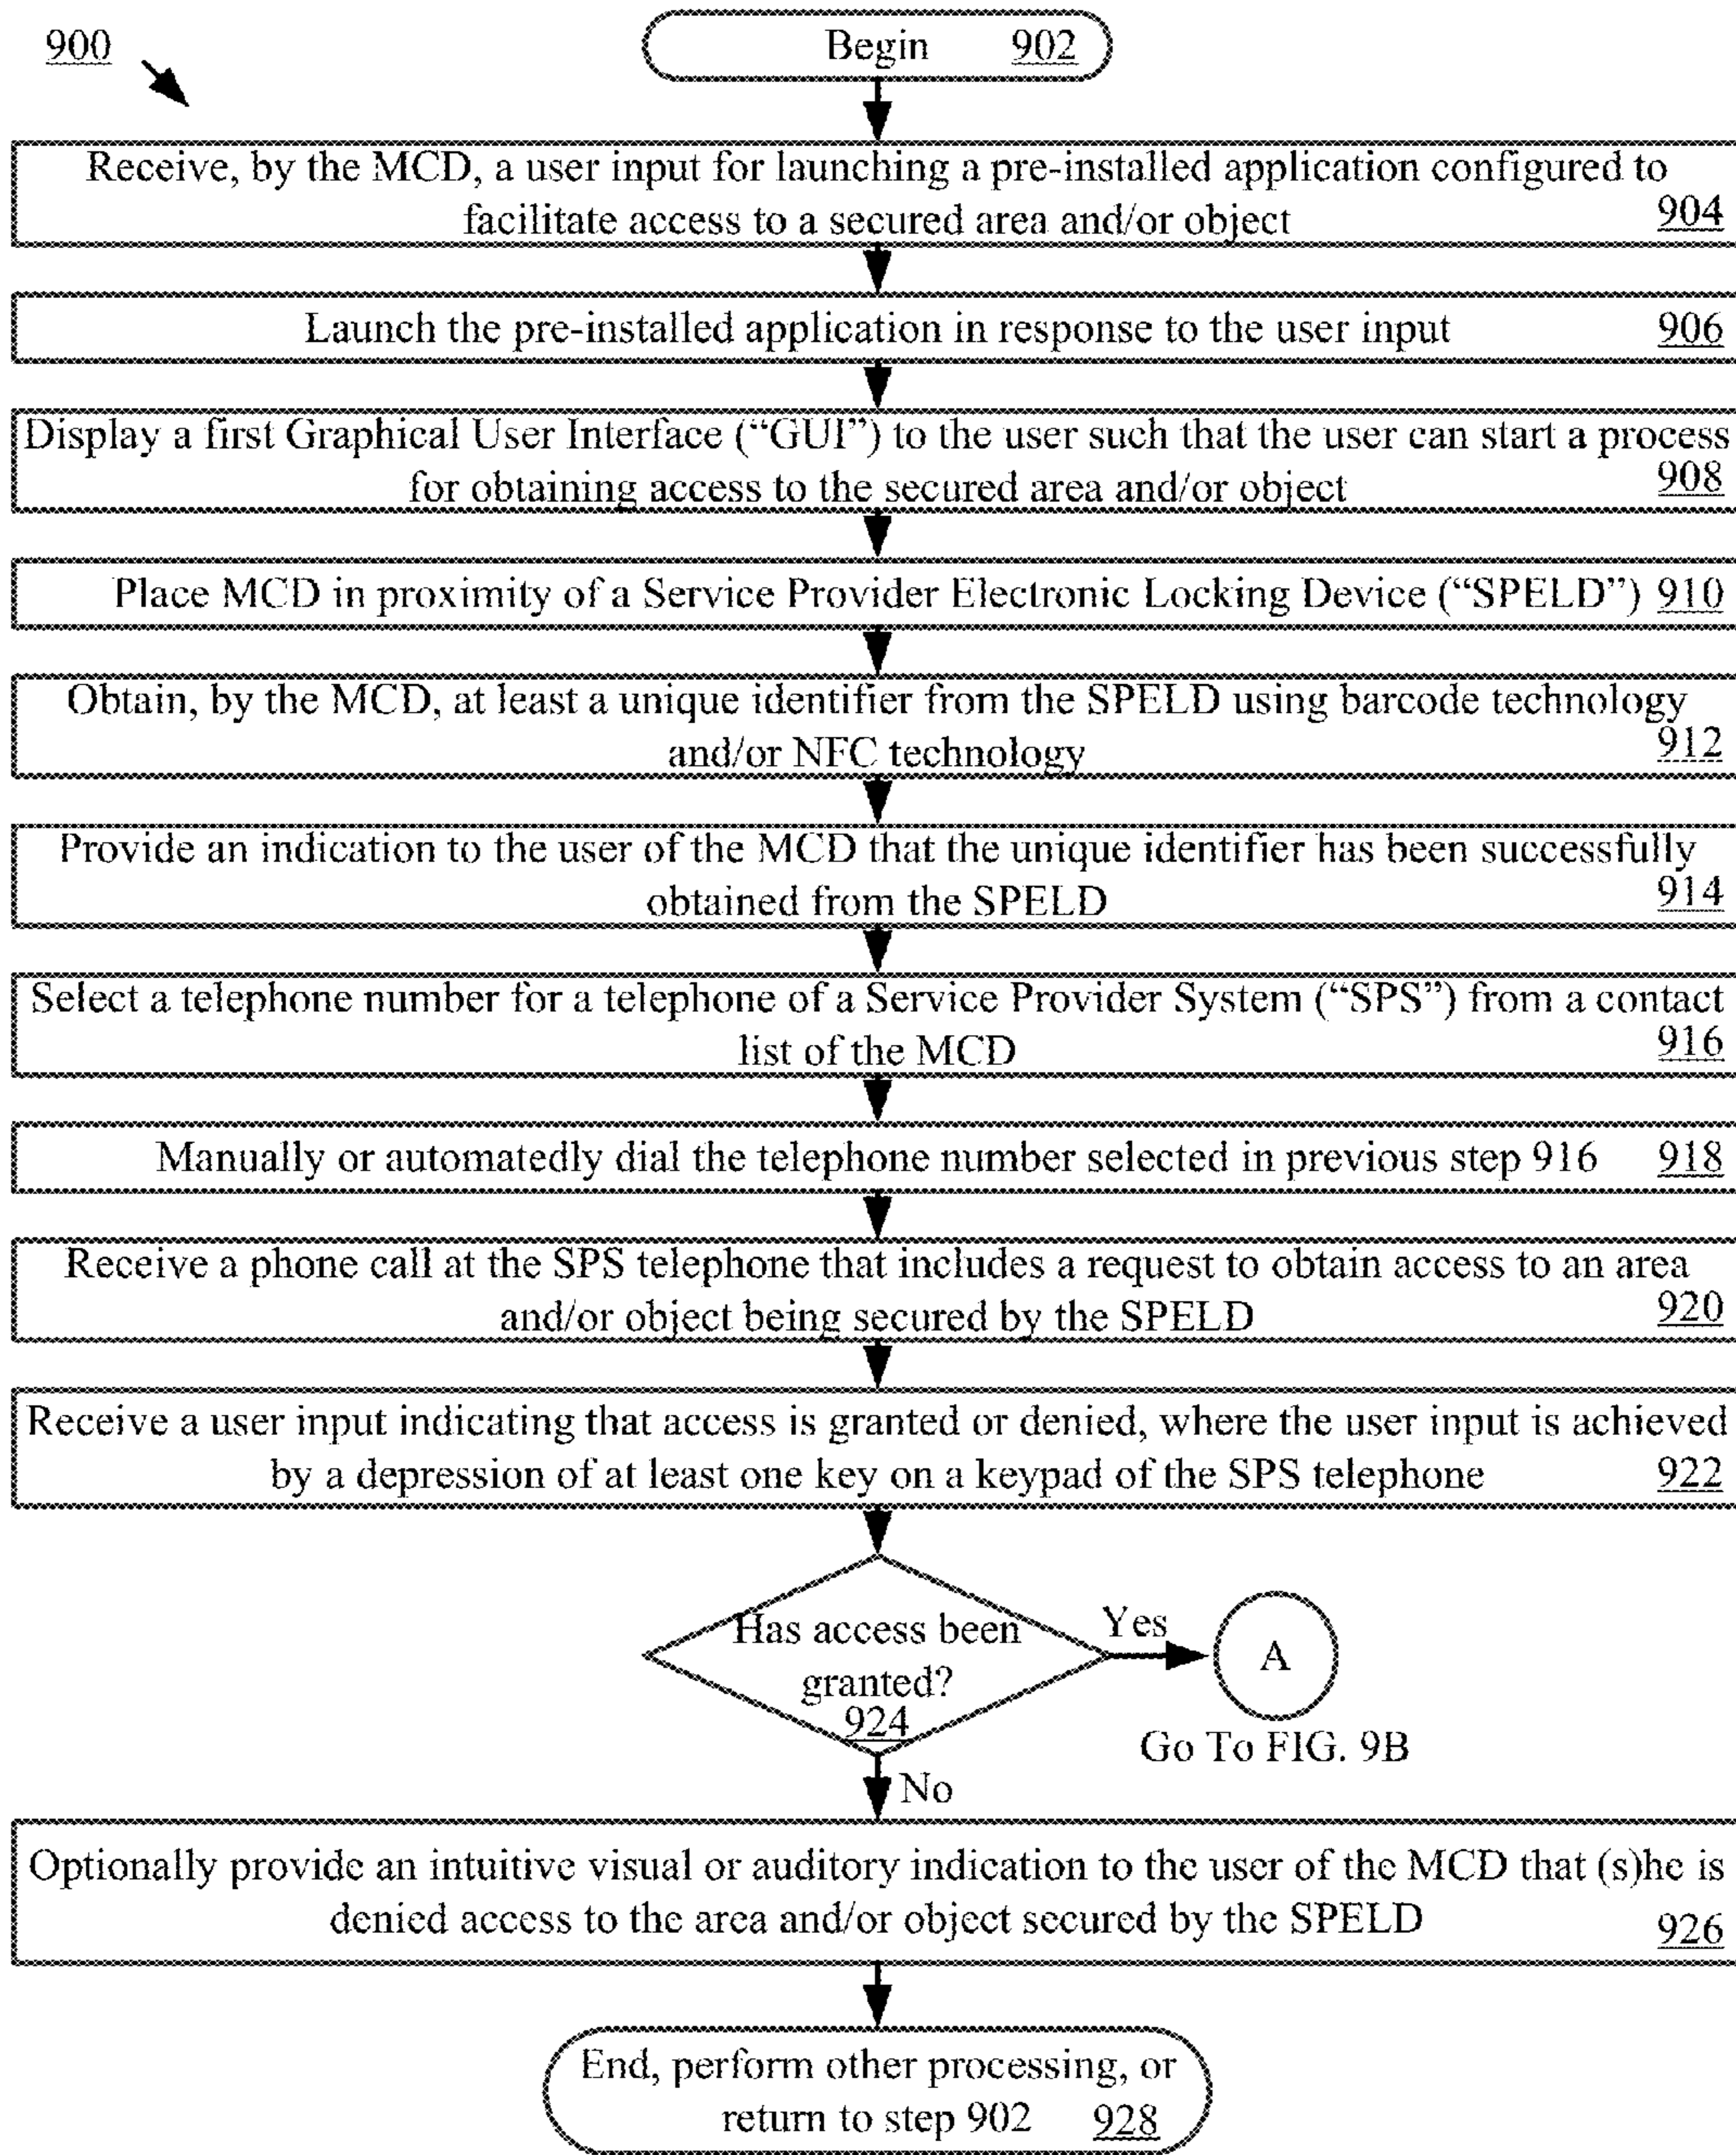 900
Begin 902
Receive, by the MCD, a user input for launching a pre-installed application configured to
facilitate access to a secured area and/or object 904
Launch the pre-installed application in response to the user input 906
Display a first Graphical User Interface (“GUI”) to the user such that the user can start a process
for obtaining access to the secured area and/or object 908
Place MCD in proximity of a Service Provider Electronic Locking Device (“SPELD”) 910
Obtain, by the MCD, at least a unique identifier from the SPELD using barcode technology
and/or NFC technology 912
Provide an indication to the user of the MCD that the unique identifier has been successfully
obtained from the SPELD 914
Select a telephone number for a telephone of a Service Provider System (“SPS”) from a contact
list of the MCD 916
Manually or automatedly dial the telephone number selected in previous step 916 918
Receive a phone call at the SPS telephone that includes a request to obtain access to an area
and/or object being secured by the SPELD 920
Receive a user input indicating that access is granted or denied, where the user input is achieved
by a depression of at least one key on a keypad of the SPS telephone 922
Has access been
granted?
924
Yes
A
Go To FIG. 9B
No
Optionally provide an intuitive visual or auditory indication to the user of the MCD that (s)he is
denied access to the area and/or object secured by the SPELD 926
End, perform other processing, or
return to step 902 928